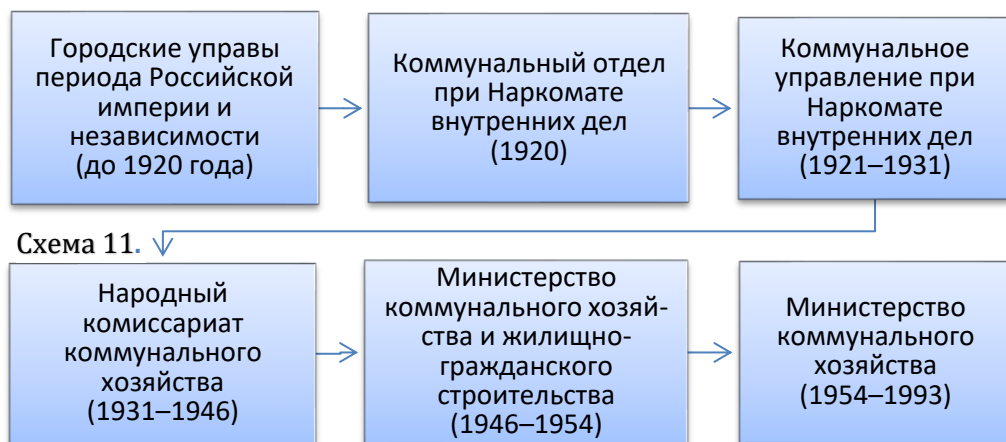 Городские управы
периода Российской
империи и
независимости
(до 1920 года)
Коммунальный отдел
при Наркомате
внутренних дел
(1920)
Коммунальное
управление при
Наркомате
внутренних дел
(1921–1931)
Схема 11.
Народный
комиссариат
коммунального
хозяйства
(1931–1946)
Министерство
коммунального хозяй-
ства и жилищно-
гражданского
строительства
(1946–1954)
Министерство
коммунального
хозяйства
(1954–1993)